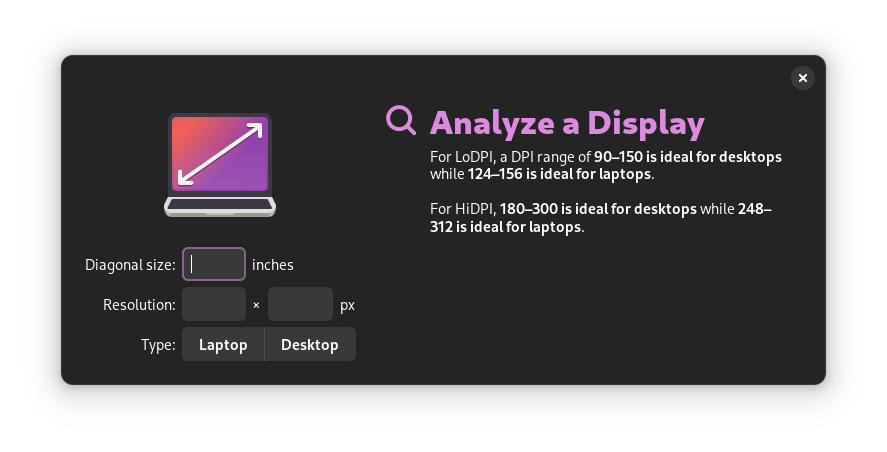 Analyze a Display
For LoDPI, a DPI range of 90–150 is ideal for desktops
while 124–156 is ideal for laptops.
For HiDPI, 180–300 is ideal for desktops while 248–
312 is ideal for laptops.
Diagonal size: inches
Resolution: × px
Type: Laptop Desktop